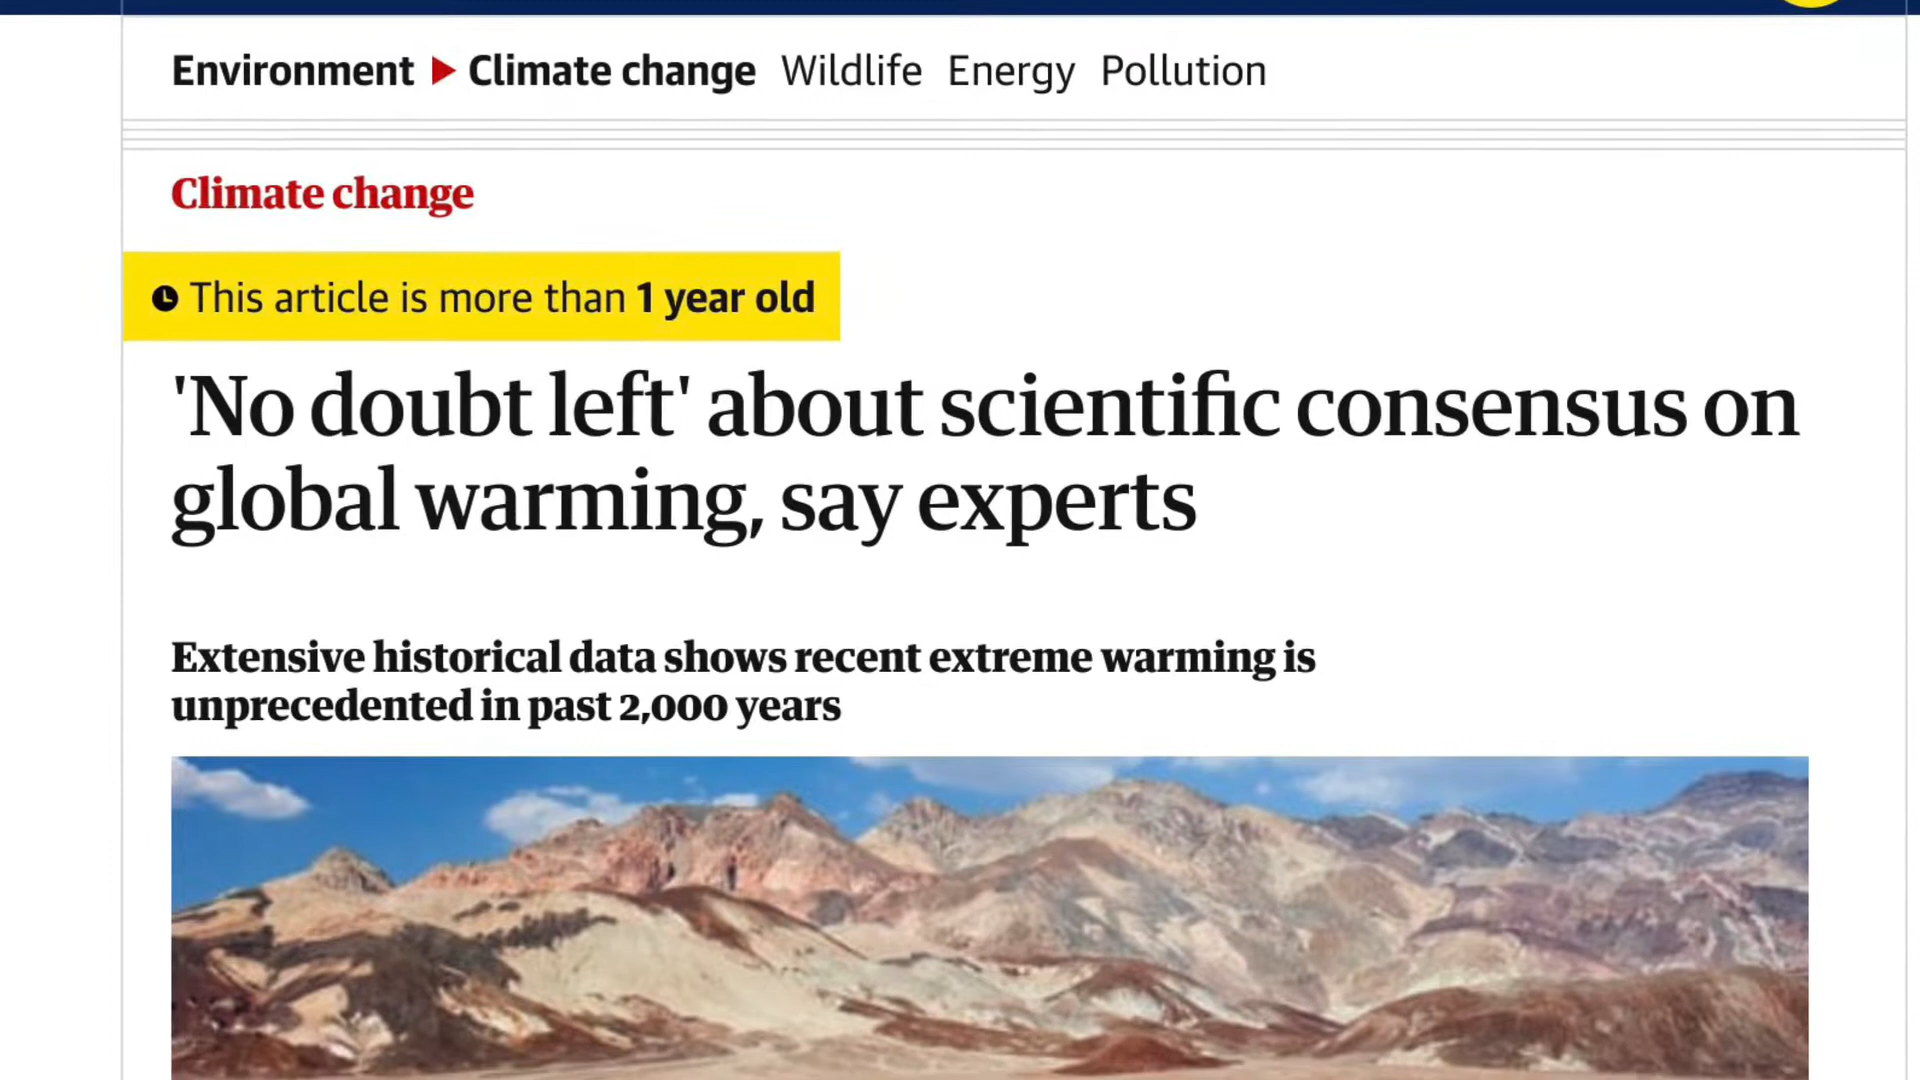 Environment Climate change Wildlife Energy Pollution
Climate change
This article is more than 1 year old
'No doubt left' about scientific consensus on
global warming, say experts
Extensive historical data shows recent extreme warming is
unprecedented in past 2,000 years